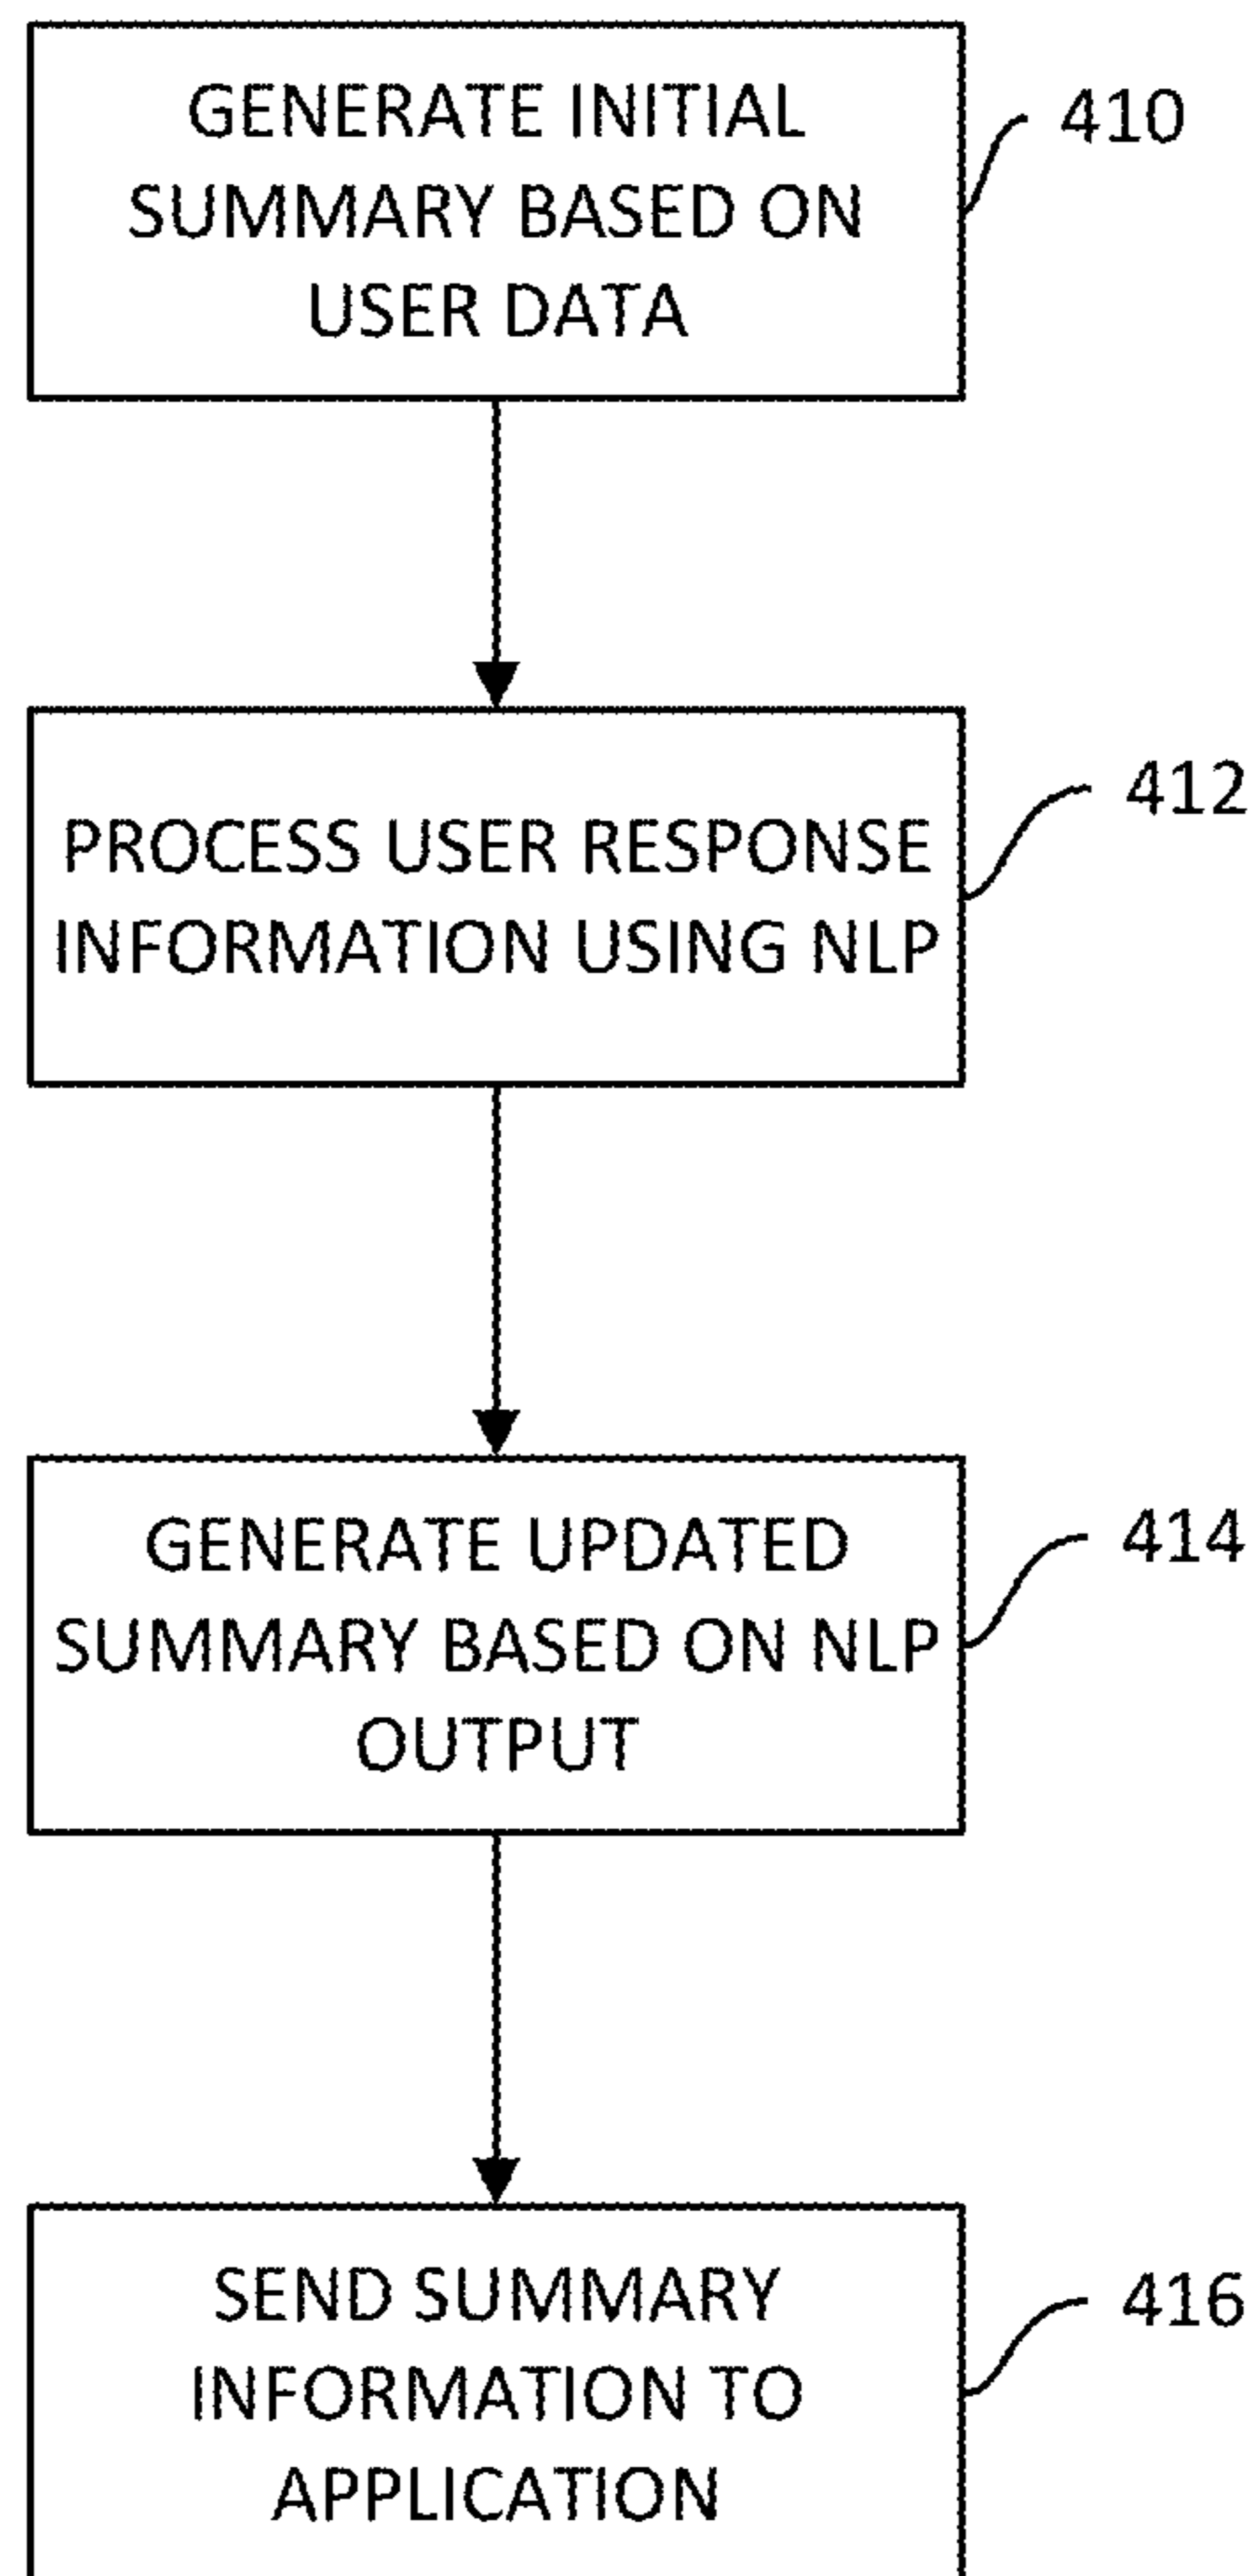 GENERATE INITIAL
SUMMARY BASED ON
USER DATA
410
PROCESS USER RESPONSE
INFORMATION USING NLP
412
GENERATE UPDATED
SUMMARY BASED ON NLP
OUTPUT
414
SEND SUMMARY
INFORMATION TO
APPLICATION
416